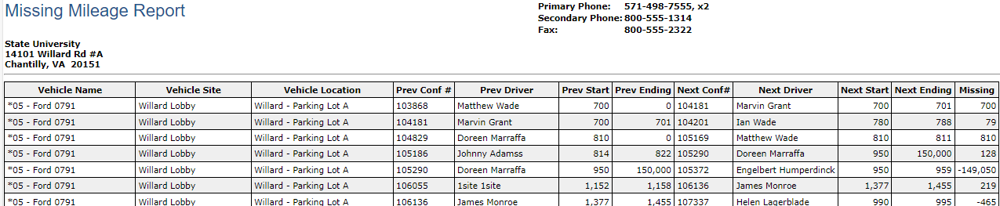 Missing Mileage Report
Primary Phone: 571-498-7555, x2
Secondary Phone: 800-555-1314
Fax: 800-555-2322
State University
14101 Willard Rd #A
Chantilly, VA 20151
Vehicle Name Vehicle Site Vehicle Location Prev Conf # Prev Driver Prev Start Prev Ending Next Conf# Next Driver Next Start Next Ending Missing
*05 - Ford 0791 Willard Lobby Willard - Parking Lot A 103868 Matthew Wade 700 0 104181 Marvin Grant 700 701 700
*05 - Ford 0791 Willard Lobby Willard - Parking Lot A 104181 Marvin Grant 700 701 104201 Ian Wade 780 788 79
*05 - Ford 0791 Willard Lobby Willard - Parking Lot A 104829 Doreen Marraffa 810 0 105169 Matthew Wade 810 811 810
*05 - Ford 0791 Willard Lobby Willard - Parking Lot A 105186 Johnny Adamss 814 822 105290 Doreen Marraffa 950 150,000 128
*05 - Ford 0791 Willard Lobby Willard - Parking Lot A 105290 Doreen Marraffa 950 150,000 105372 Engelbert Humperdinck 950 959 -149,050
*05 - Ford 0791 Willard Lobby Willard - Parking Lot A 106055 1site 1site 1,152 1,158 106136 James Monroe 1,377 1,455 219
*05 - Ford 0791 Willard Lobby Willard - Parking Lot A 106136 James Monroe 1,377 1,455 107337 Helen Lagerblade 990 995 -465